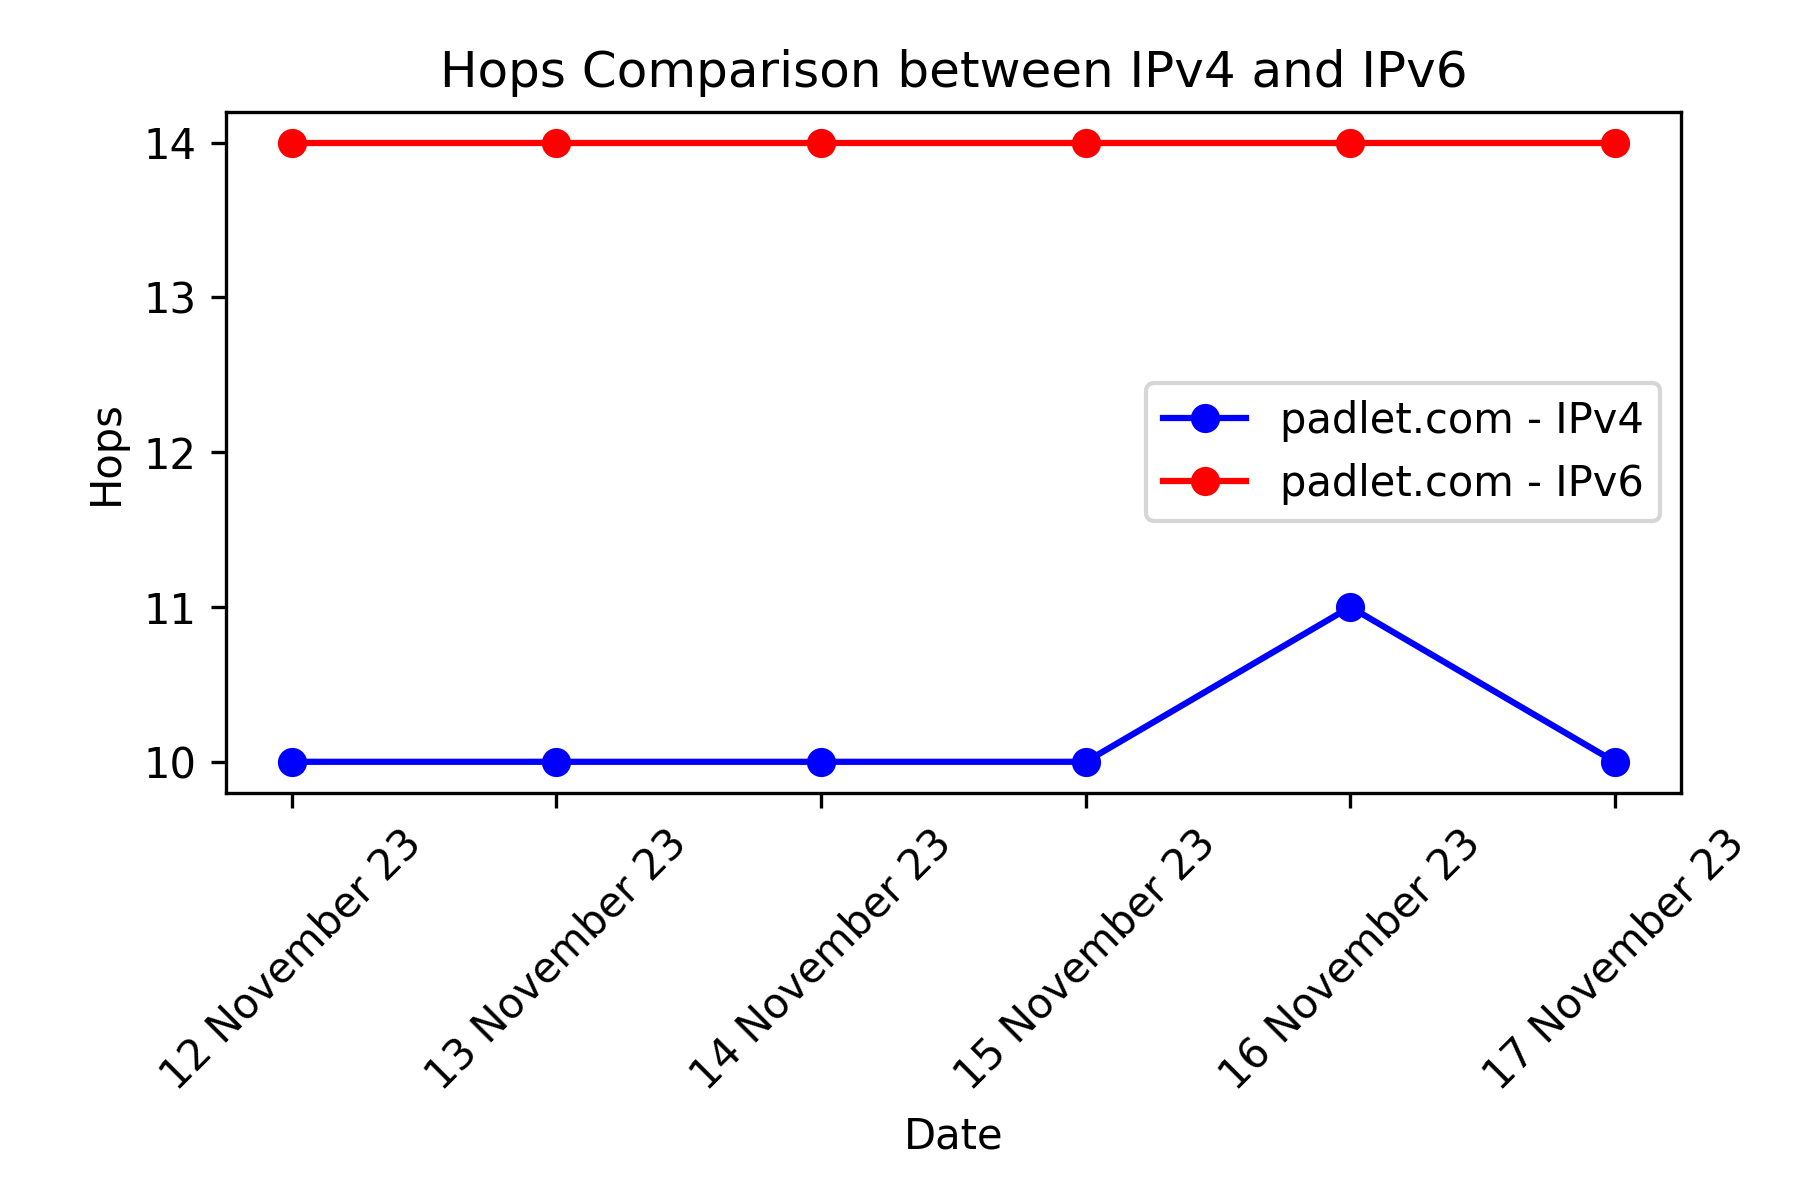 Hops Comparison between IPv4 and IPv6
14
13
12
11
10
Hops
padlet.com - IPv4
padlet.com - IPv6
12 November 23
13 November 23
14 November 23
15 November 23
16 November 23
17 November 23
Date